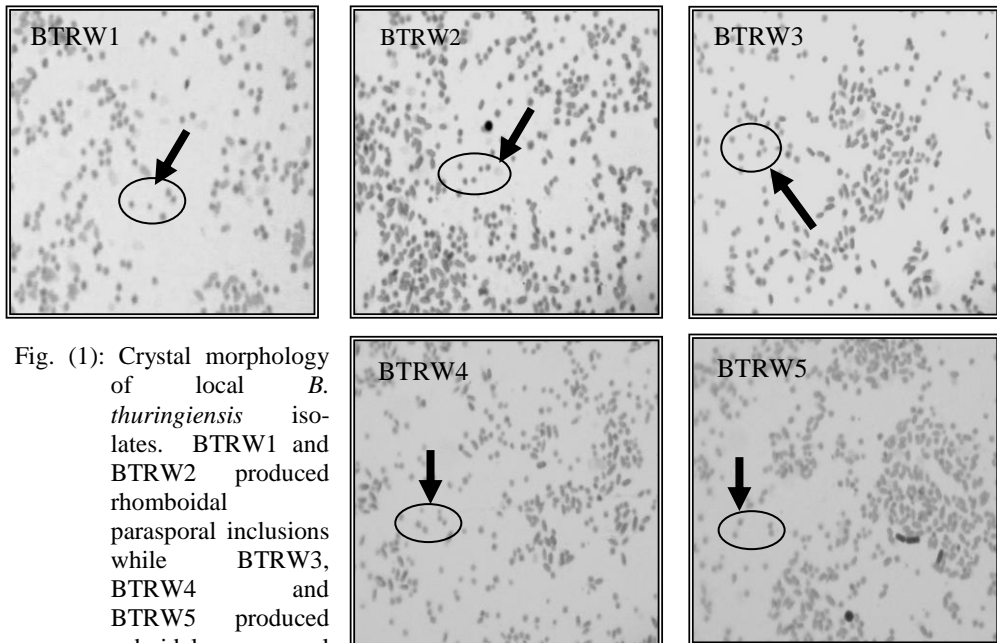 BTRW1
BTRW2
BTRW3
Fig. (1): Crystal morphology
of local B.
thuringiensis iso-
lates. BTRW1 and
BTRW2 produced
rhomboidal
parasporal inclusions
while BTRW3,
BTRW4 and
BTRW5 produced
BTRW4
BTRW5